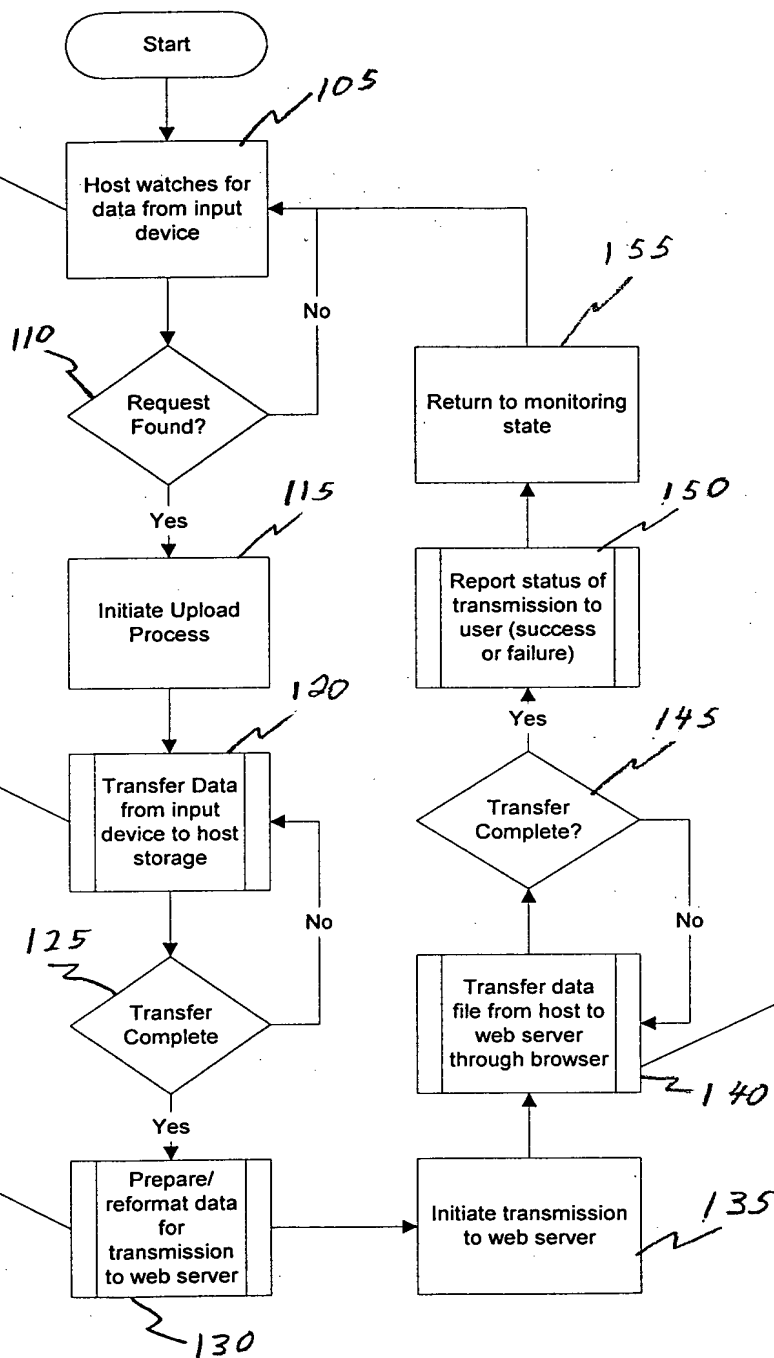 Start
105
Host watches for
data from input
device
110
No
Request
Found?
Yes
115
Initiate Upload
Process
120
Transfer Data
from input
device to host
storage
No
125
Transfer
Complete
Yes
Prepare/
reformat data
for
transmission
to web server
130
Initiate transmission
to web server
135
Transfer data
file from host to
web server
through browser
140
No
Transfer
Complete?
145
Yes
Report status of
transmission to
user (success
or failure)
150
Return to monitoring
state
155